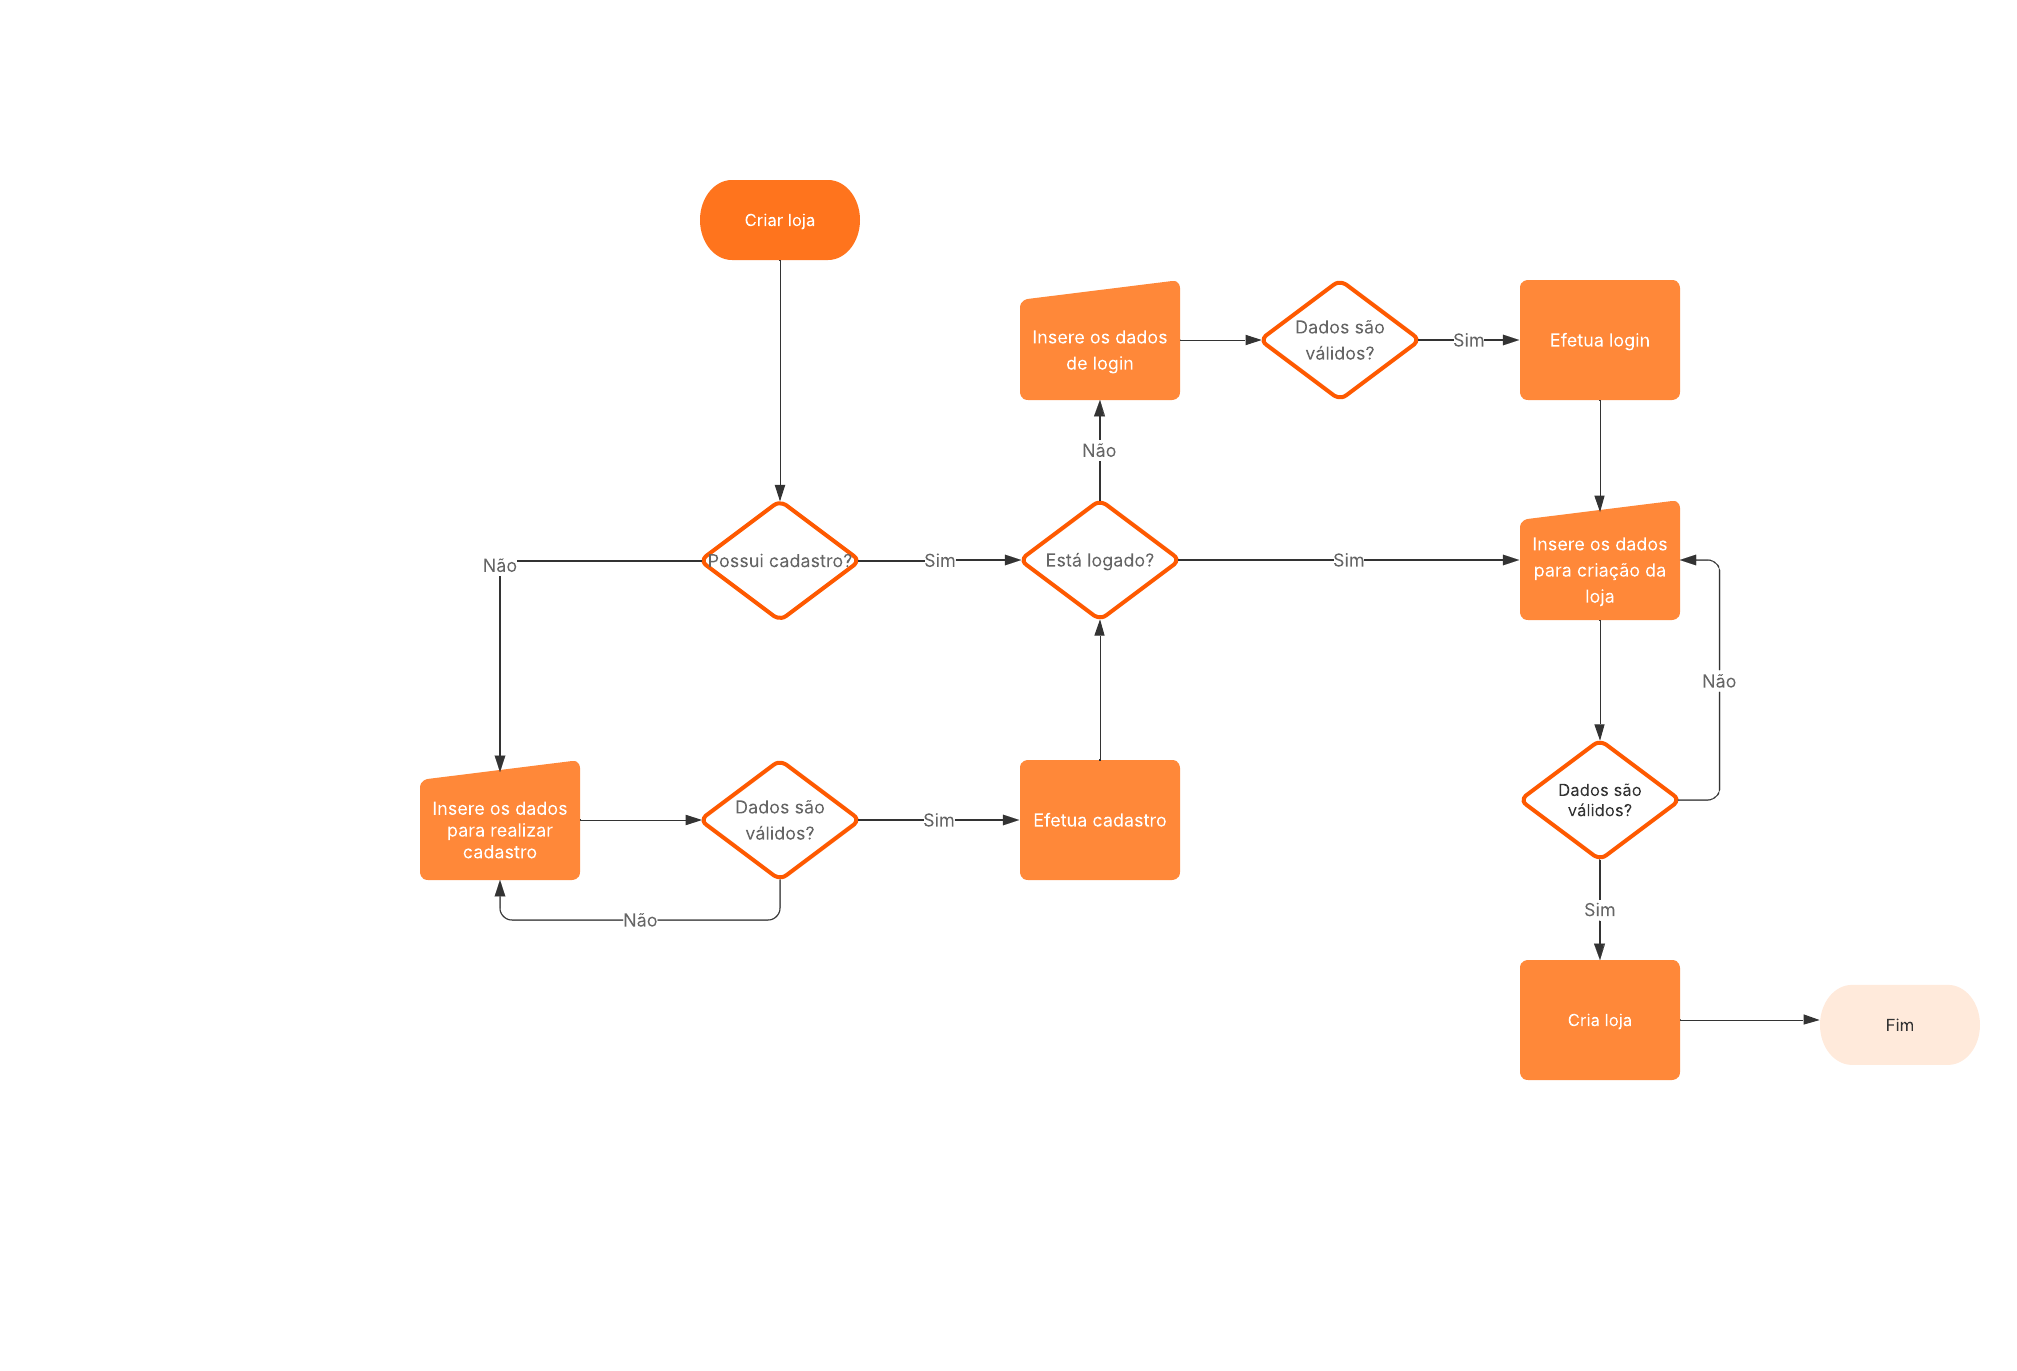 Criar loja
Insere os dados
de login
Dados são
válidos?
Sim
Efetua login
Não
Não
Possui cadastro?
Sim
Está logado?
Sim
Insere os dados
para criação da
loja
Não
Insere os dados
para realizar
cadastro
Dados são
válidos?
Sim
Efetua cadastro
Não
Dados são
válidos?
Sim
Cria loja
Fim